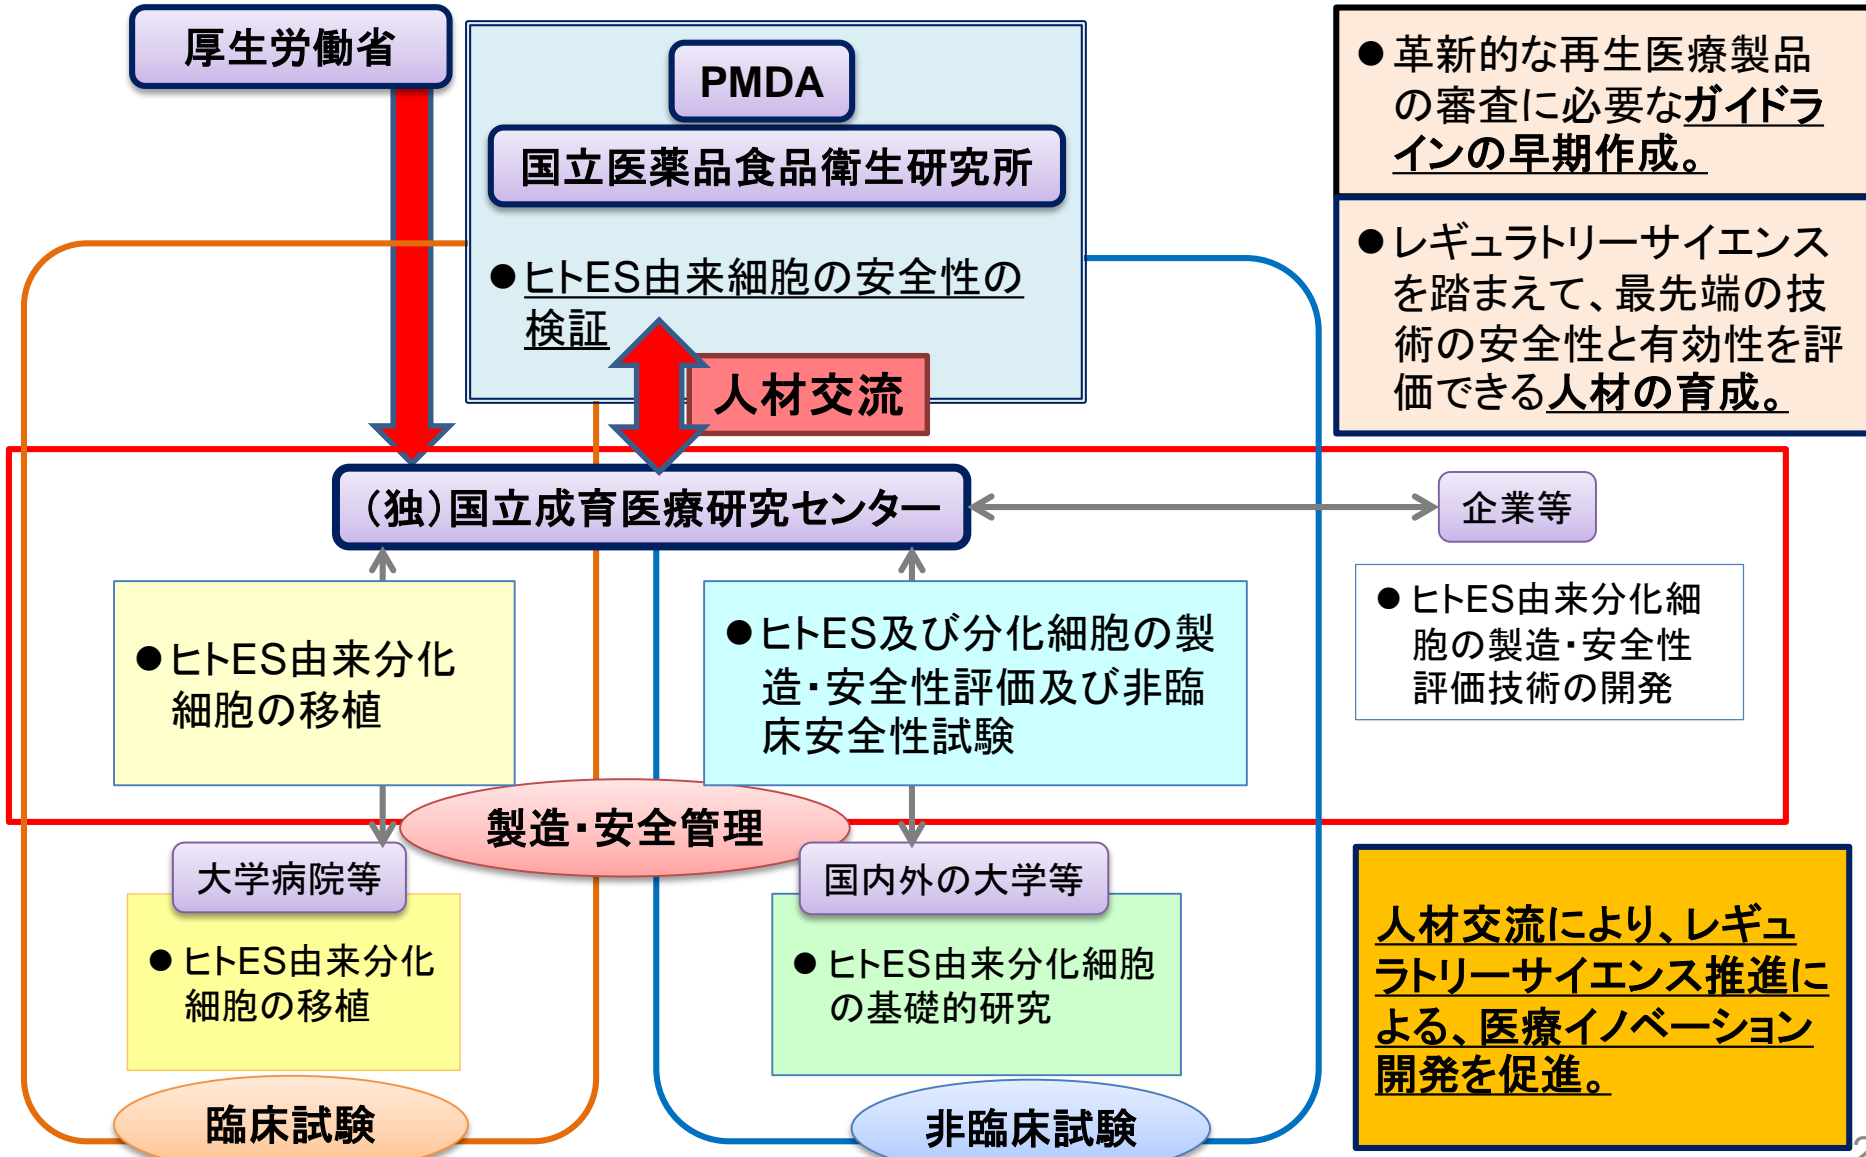 厚生労働省
PMDA
国立医薬品食品衛生研究所
●ヒトES由来細胞の安全性の
検証
人材交流
●革新的な再生医療製品
の審査に必要なガイドラ
インの早期作成。
●レギュラトリーサイエンス
を踏まえて、最先端の技
術の安全性と有効性を評
価できる人材の育成。
（独）国立成育医療研究センター
企業等
●ヒトES由来分化
細胞の移植
●ヒトES及び分化細胞の製
造・安全性評価及び非臨
床安全性試験
●ヒトES由来分化細
胞の製造・安全性
評価技術の開発
製造・安全管理
大学病院等
●ヒトES由来分化
細胞の移植
国内外の大学等
●ヒトES由来分化細胞
の基礎的研究
人材交流により、レギュ
ラトリーサイエンス推進に
よる、医療イノベーション
開発を促進。
臨床試験
非臨床試験